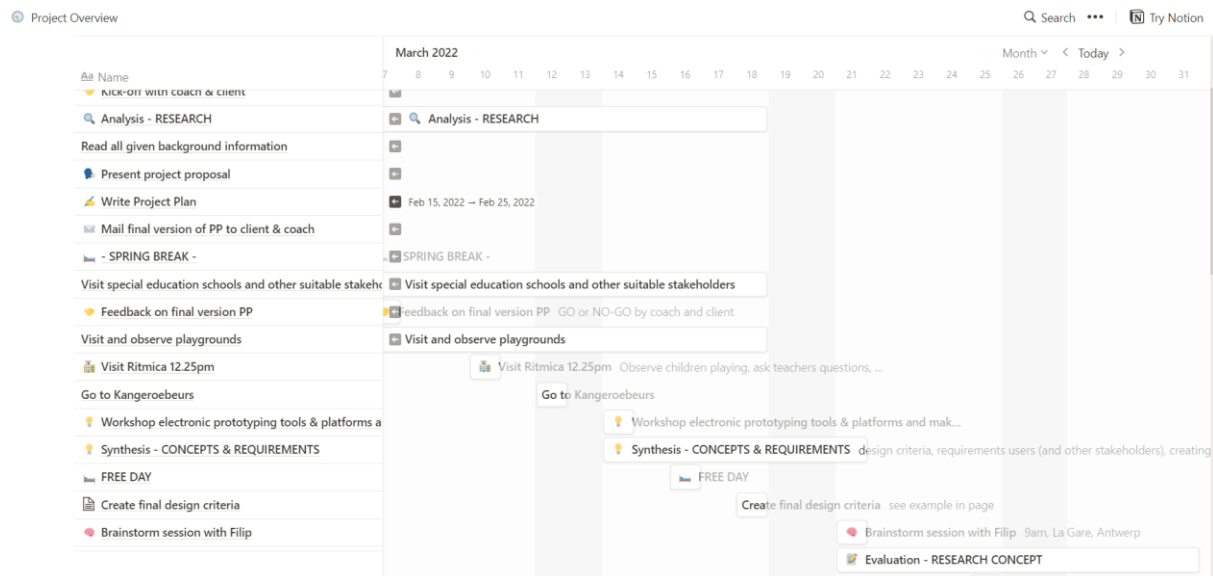 Project Overview
Search ••• Try Notion
March 2022 Month Today
Aa Name 7 8 9 10 11 12 13 14 15 16 17 18 19 20 21 22 23 24 25 26 27 28 29 30 31
Kick-off with coach & client
Analysis - RESEARCH Analysis - RESEARCH
Read all given background information
Present project proposal
Write Project Plan Feb 15, 2022 → Feb 25, 2022
Mail final version of PP to client & coach
- SPRING BREAK - SPRING BREAK -
Visit special education schools and other suitable stakeho Visit special education schools and other suitable stakeholders
Feedback on final version PP Feedback on final version PP GO or NO-GO by coach and client
Visit and observe playgrounds Visit and observe playgrounds
Visit Ritmica 12.25pm Visit Ritmica 12.25pm Observe children playing, ask teachers questions, ...
Go to Kangeroebeurs Go to Kangeroebeurs
Workshop electronic prototyping tools & platforms a Workshop electronic prototyping tools & platforms and mak...
Synthesis - CONCEPTS & REQUIREMENTS Synthesis - CONCEPTS & REQUIREMENTS design criteria, requirements users (and other stakeholders), creating
FREE DAY FREE DAY
Create final design criteria Create final design criteria see example in page
Brainstorm session with Filip Brainstorm session with Filip 9am, La Gare, Antwerp
Evaluation - RESEARCH CONCEPT